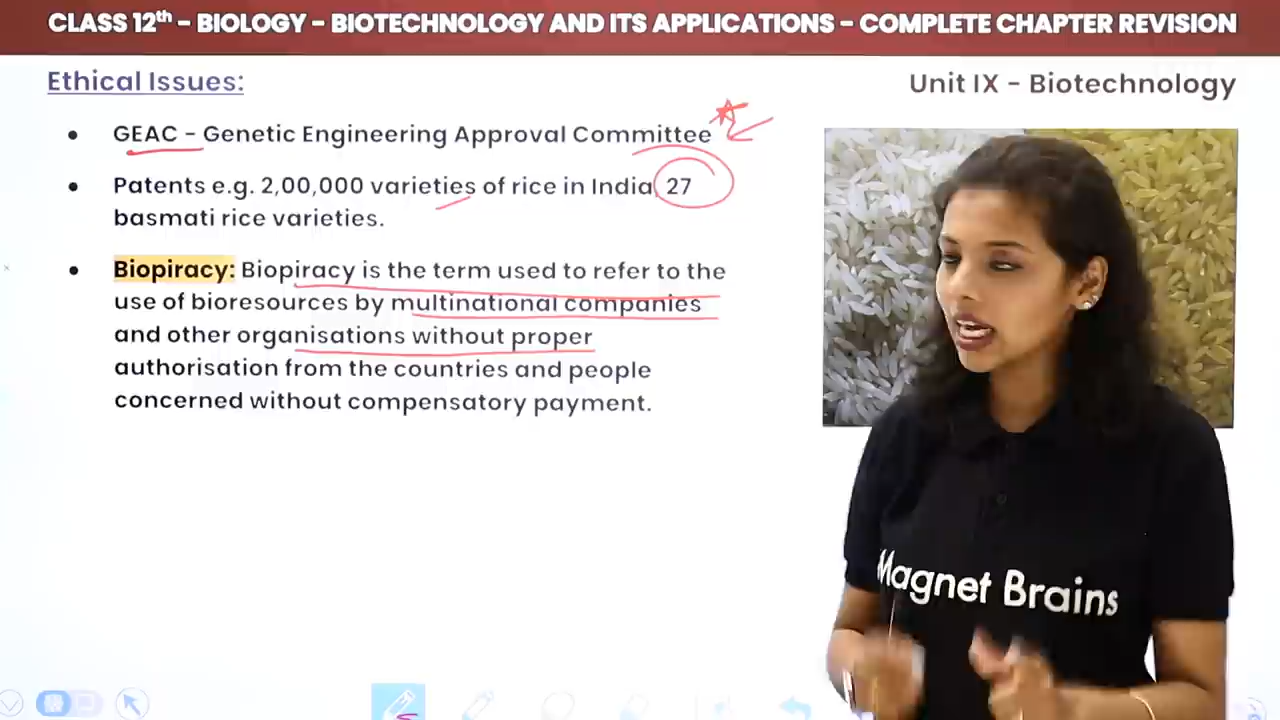 CLASS 12th - BIOLOGY - BIOTECHNOLOGY AND ITS APPLICATIONS - COMPLETE CHAPTER REVISION
Ethical Issues:
Unit IX - Biotechnology
• GEAC - Genetic Engineering Approval Committee
• Patents e.g. 2,00,000 varieties of rice in India 27
basmati rice varieties.
• Biopiracy: Biopiracy is the term used to refer to the
use of bioresources by multinational companies
and other organisations without proper
authorisation from the countries and people
concerned without compensatory payment.
Magnet Brains